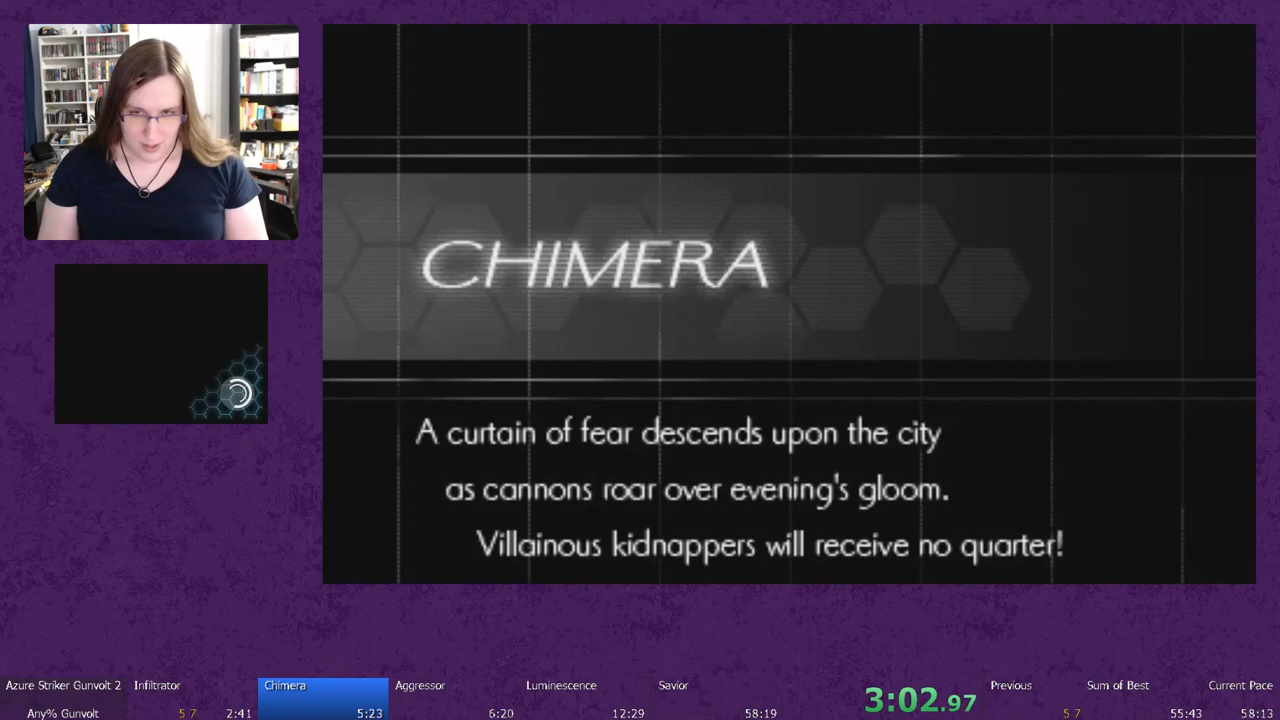 CHIMERA
A curtain of fear descends upon the city
as cannons roar over evening's gloom.
Villainous kidnappers will receive no quarter!
Azure Striker Gunvolt 2
Any% Gunvolt
Infiltrator
5 7 2:41
Chimera
5:23
Aggressor
6:20
Luminescence
12:29
Savior
58:19
3:02.97
Previous
5 7
Sum of Best
55:43
Current Pace
58:13